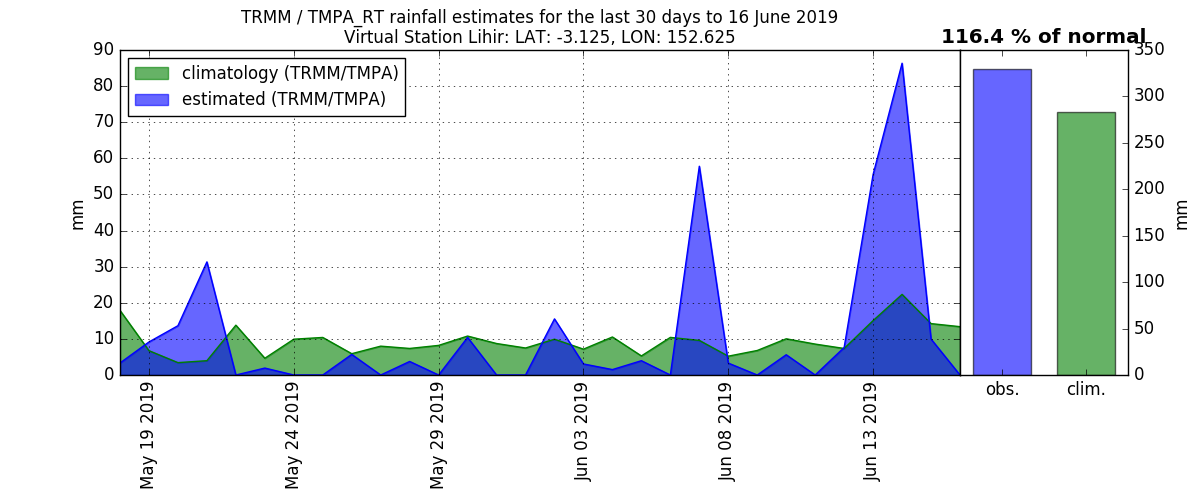 TRMM / TMPA_RT rainfall estimates for the last 30 days to 16 June 2019
Virtual Station Lihir: LAT: -3.125, LON: 152.625
116.4 % of normal
climatology (TRMM/TMPA)
estimated (TRMM/TMPA)
90
80
70
60
50
40
30
20
10
0
mm
May 19 2019
May 24 2019
May 29 2019
Jun 03 2019
Jun 08 2019
Jun 13 2019
obs.
clim.
350
300
250
200
150
100
50
0
mm